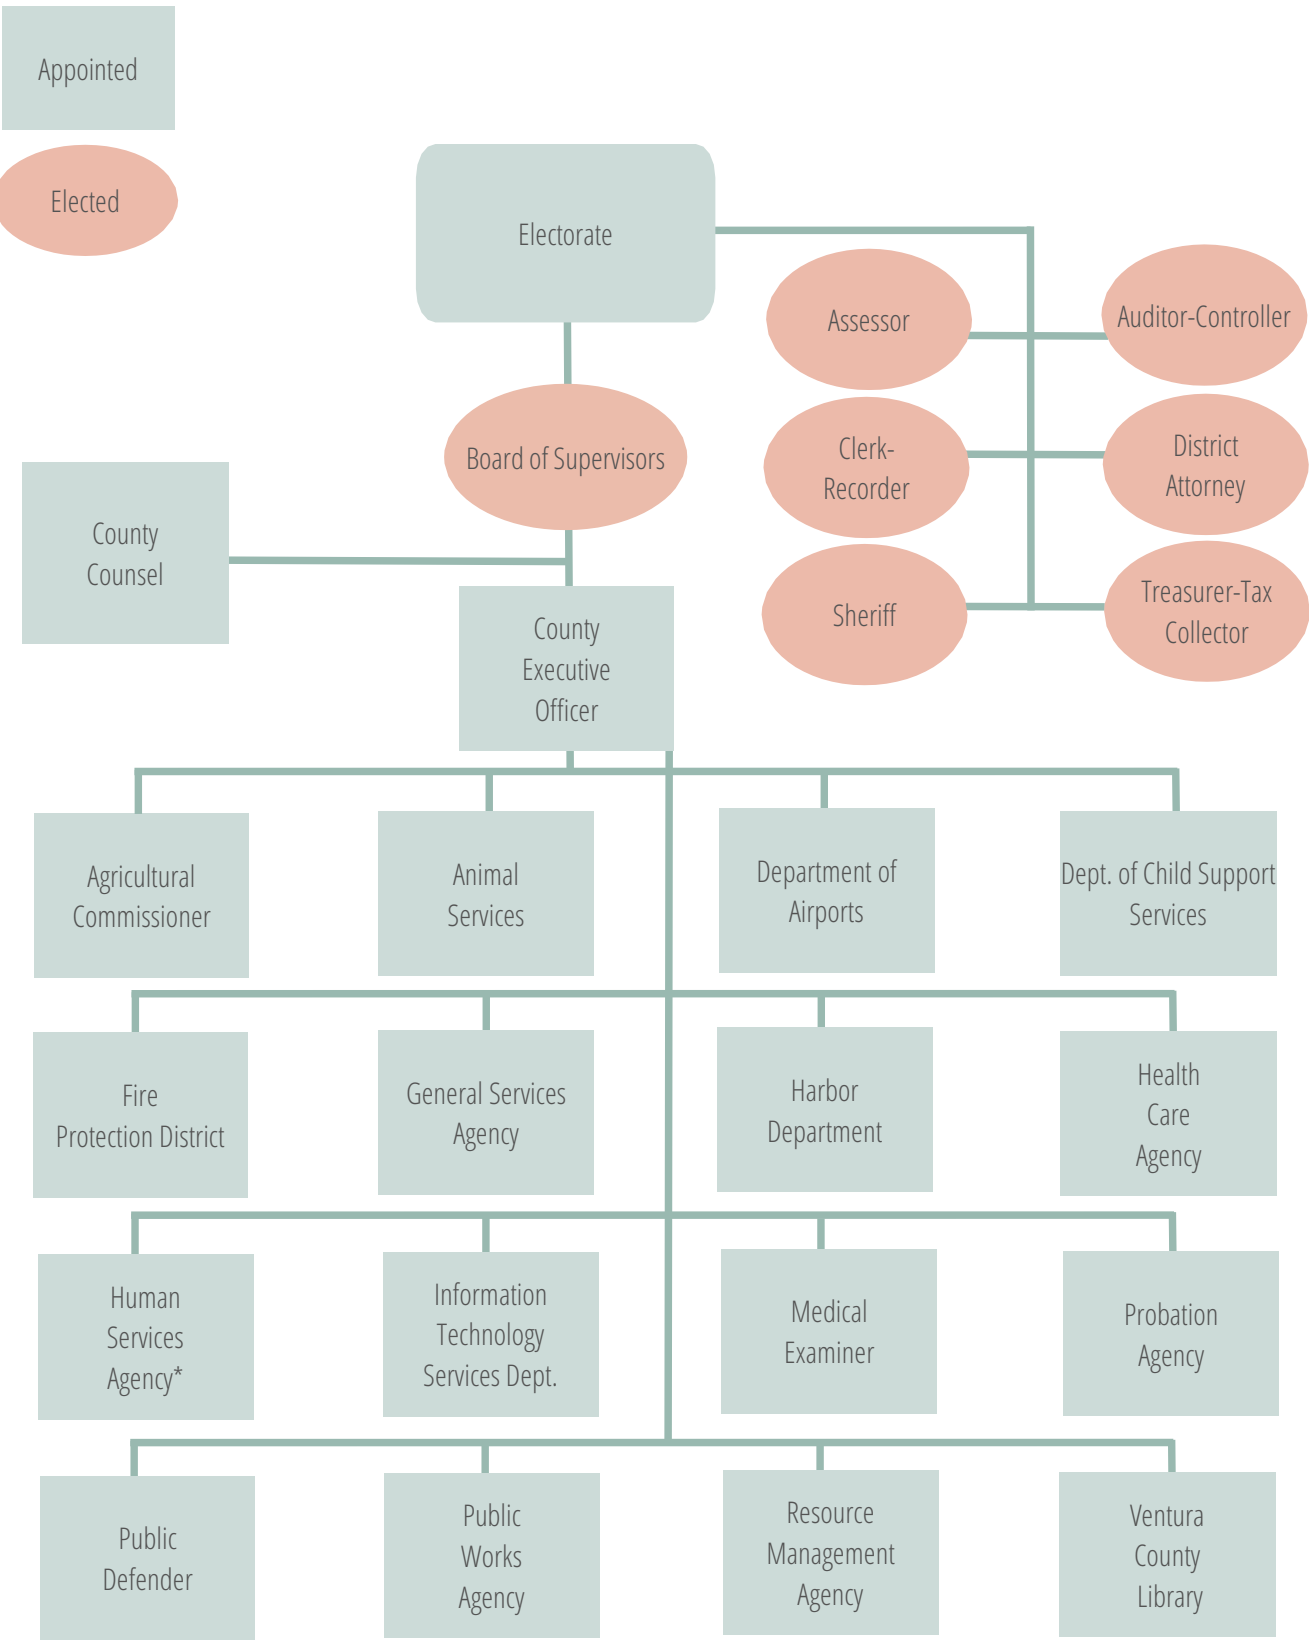 Appointed
Elected
Electorate
Assessor
Auditor-Controller
Board of Supervisors
Clerk-
Recorder
District
Attorney
County
Counsel
Sheriff
Treasurer-Tax
Collector
County
Executive
Officer
Agricultural
Commissioner
Animal
Services
Department of
Airports
Dept. of Child Support
Services
Fire
Protection District
General Services
Agency
Harbor
Department
Health
Care
Agency
Human
Services
Agency*
Information
Technology
Services Dept.
Medical
Examiner
Probation
Agency
Public
Defender
Public
Works
Agency
Resource
Management
Agency
Ventura
County
Library